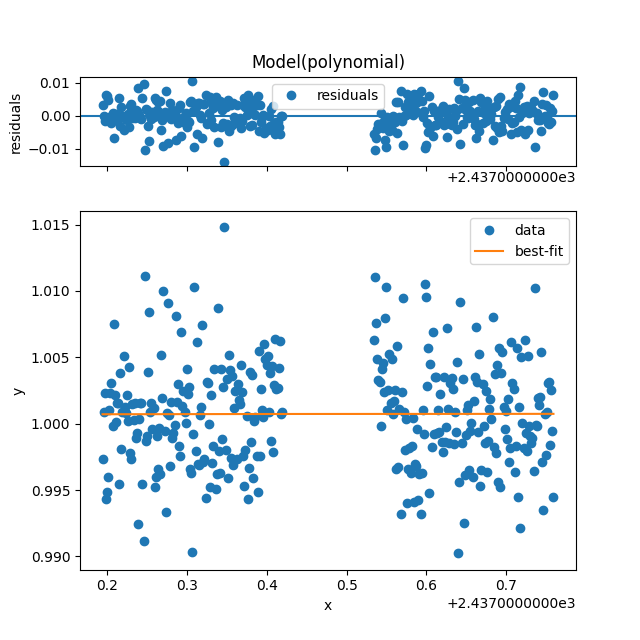 Model(polynomial)
0.01
0.00
−0.01
residuals
residuals
+2.4370000000e3
1.015
1.010
1.005
1.000
0.995
0.990
y
data
best-fit
0.2 0.3 0.4 0.5 0.6 0.7
x
+2.4370000000e3